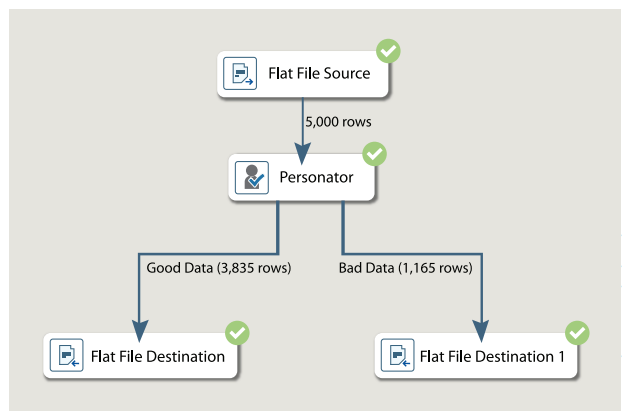 Flat File Source
5,000 rows
Personator
Good Data (3,835 rows)
Bad Data (1,165 rows)
Flat File Destination
Flat File Destination 1